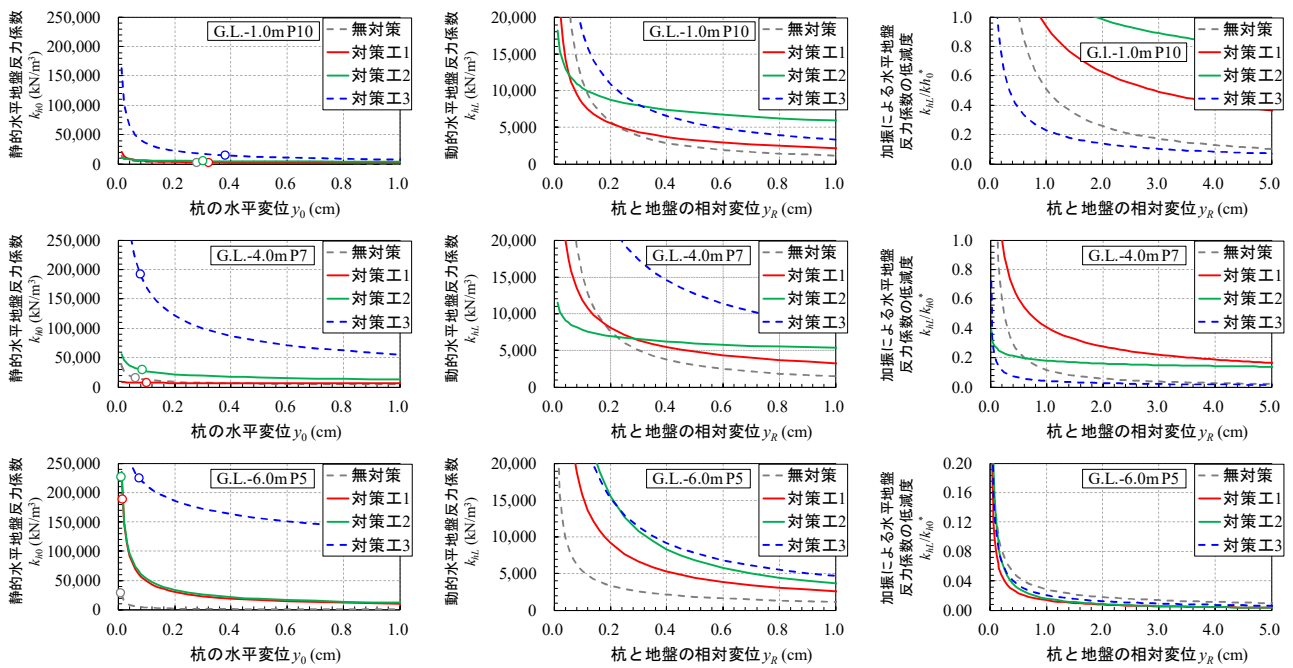 静的水平地盤反力係数
k_h0 (kN/m³)
250,000
200,000
150,000
100,000
50,000
0
G.L.-1.0m P10
無対策
対策工1
対策工2
対策工3
0.0 0.2 0.4 0.6 0.8 1.0
杭の水平変位 y_0 (cm)
動的水平地盤反力係数
k_hL (kN/m³)
20,000
15,000
10,000
5,000
0
G.L.-1.0m P10
無対策
対策工1
対策工2
対策工3
0.0 0.2 0.4 0.6 0.8 1.0
杭と地盤の相対変位 y_R (cm)
加振による水平地盤
反力係数の低減度
k_hL/kh_0^*
1.0
0.8
0.6
0.4
0.2
0.0
G.L.-1.0m P10
無対策
対策工1
対策工2
対策工3
0.0 1.0 2.0 3.0 4.0 5.0
杭と地盤の相対変位 y_R (cm)
静的水平地盤反力係数
k_h0 (kN/m³)
250,000
200,000
150,000
100,000
50,000
0
G.L.-4.0m P7
無対策
対策工1
対策工2
対策工3
0.0 0.2 0.4 0.6 0.8 1.0
杭の水平変位 y_0 (cm)
動的水平地盤反力係数
k_hL (kN/m³)
20,000
15,000
10,000
5,000
0
G.L.-4.0m P7
無対策
対策工1
対策工2
対策工3
0.0 0.2 0.4 0.6 0.8 1.0
杭と地盤の相対変位 y_R (cm)
加振による水平地盤
反力係数の低減度
k_hL/k_h0^*
1.0
0.8
0.6
0.4
0.2
0.0
G.L.-4.0m P7
無対策
対策工1
対策工2
対策工3
0.0 1.0 2.0 3.0 4.0 5.0
杭と地盤の相対変位 y_R (cm)
静的水平地盤反力係数
k_h0 (kN/m³)
250,000
200,000
150,000
100,000
50,000
0
G.L.-6.0m P5
無対策
対策工1
対策工2
対策工3
0.0 0.2 0.4 0.6 0.8 1.0
杭の水平変位 y_0 (cm)
動的水平地盤反力係数
k_hL (kN/m³)
20,000
15,000
10,000
5,000
0
G.L.-6.0m P5
無対策
対策工1
対策工2
対策工3
0.0 0.2 0.4 0.6 0.8 1.0
杭と地盤の相対変位 y_R (cm)
加振による水平地盤
反力係数の低減度
k_hL/k_h0^*
0.20
0.16
0.12
0.08
0.04
0.00
G.L.-6.0m P5
無対策
対策工1
対策工2
対策工3
0.0 1.0 2.0 3.0 4.0 5.0
杭と地盤の相対変位 y_R (cm)